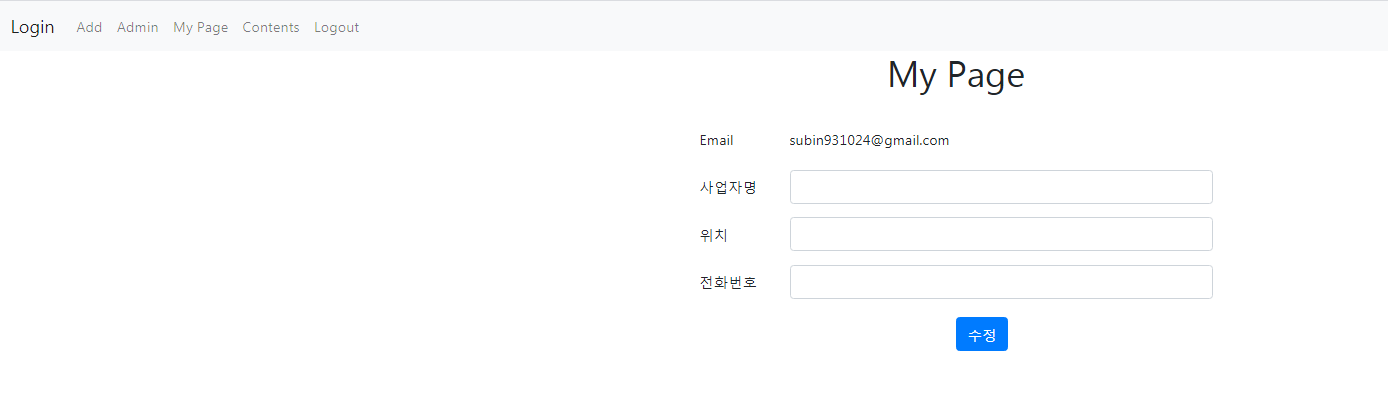 Login Add Admin My Page Contents Logout
My Page
Email subin931024@gmail.com
사업자명
위치
전화번호
수정